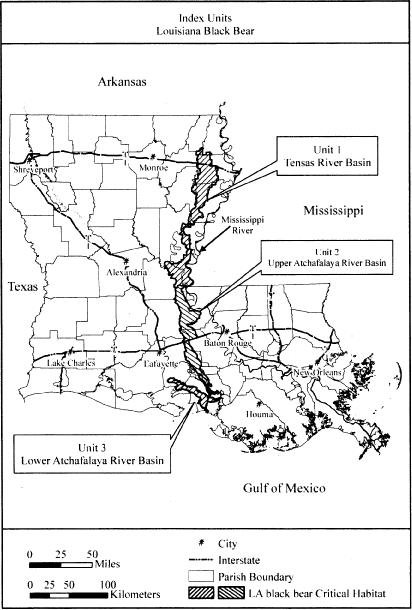 Index Units
Louisiana Black Bear
Arkansas
Unit 1
Tensas River Basin
Shreveport
Monroe
Mississippi
River
Mississippi
Unit 2
Upper Atchafalaya River Basin
Alexandria
Texas
Baton Rouge
Lake Charles
Lafayette
New Orleans
Houma
Unit 3
Lower Atchafalaya River Basin
Gulf of Mexico
0 25 50
Miles
0 25 50 100
Kilometers
City
Interstate
Parish Boundary
LA black bear Critical Habitat